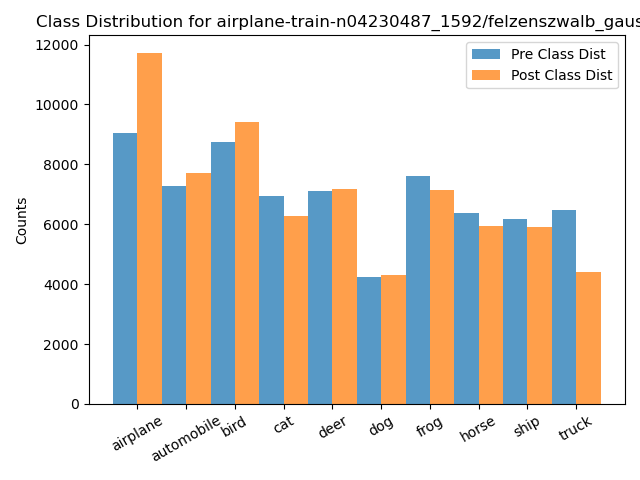 Class Distribution for airplane-train-n04230487_1592/felzenszwalb_gaus
Pre Class Dist
Post Class Dist
12000
10000
8000
6000
4000
2000
0
Counts
airplane
automobile
bird
cat
deer
dog
frog
horse
ship
truck